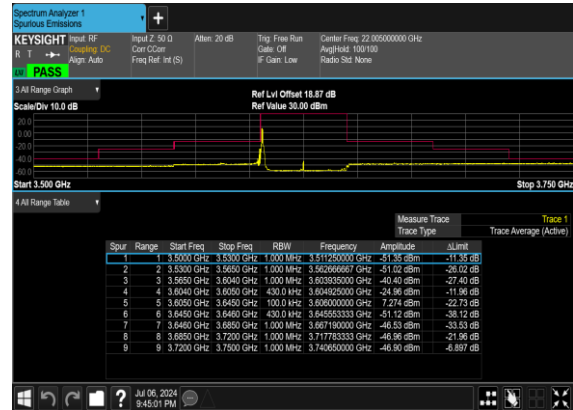 Spectrum Analyzer 1
Spurious Emissions
+
KEYSIGHT Input: RF Input Z: 50 Ω Atten: 20 dB Trig: Free Run Center Freq: 22.005000000 GHz
R T Coupling: DC Corr CCorr Gate: Off Avg|Hold: 100/100
Align: Auto Freq Ref: Int (S) IF Gain: Low Radio Std: None
PASS
3 All Range Graph Ref Lvl Offset 18.87 dB
Scale/Div 10.0 dB Ref Value 30.00 dBm
20.0
0.00
-20.0
-40.0
-60.0
Start 3.500 GHz Stop 3.750 GHz
4 All Range Table
Measure Trace Trace 1
Trace Type Trace Average (Active)
Spur Range Start Freq Stop Freq RBW Frequency Amplitude ΔLimit
1 1 3.5000 GHz 3.5300 GHz 1.000 MHz 3.511250000 GHz -51.35 dBm -11.35 dB
2 2 3.5300 GHz 3.5650 GHz 1.000 MHz 3.562666667 GHz -51.02 dBm -26.02 dB
3 3 3.5650 GHz 3.6040 GHz 1.000 MHz 3.603935000 GHz -40.40 dBm -27.40 dB
4 4 3.6040 GHz 3.6050 GHz 430.0 kHz 3.604925000 GHz -24.96 dBm -11.96 dB
5 5 3.6050 GHz 3.6450 GHz 100.0 kHz 3.606000000 GHz 7.274 dBm -22.73 dB
6 6 3.6450 GHz 3.6460 GHz 430.0 kHz 3.645553333 GHz -51.12 dBm -38.12 dB
7 7 3.6460 GHz 3.6850 GHz 1.000 MHz 3.667190000 GHz -46.53 dBm -33.53 dB
8 8 3.6850 GHz 3.7200 GHz 1.000 MHz 3.717783333 GHz -46.96 dBm -21.96 dB
9 9 3.7200 GHz 3.7500 GHz 1.000 MHz 3.740650000 GHz -46.90 dBm -6.897 dB
? Jul 06, 2024
9:45:01 PM